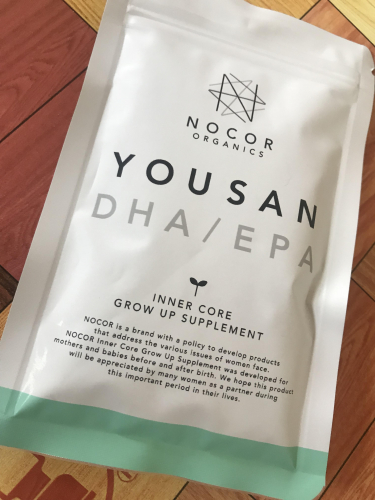 NOCOR
ORGANICS
YOUSAN
DHA/EPA
INNER CORE
GROW UP SUPPLEMENT
NOCOR is a brand with a policy to develop products
that address the various issues of women face.
NOCOR Inner Core Grow Up Supplement was developed for
mothers and babies before and after birth. We hope this product
will be appreciated by many women as a partner during
this important period in their lives.